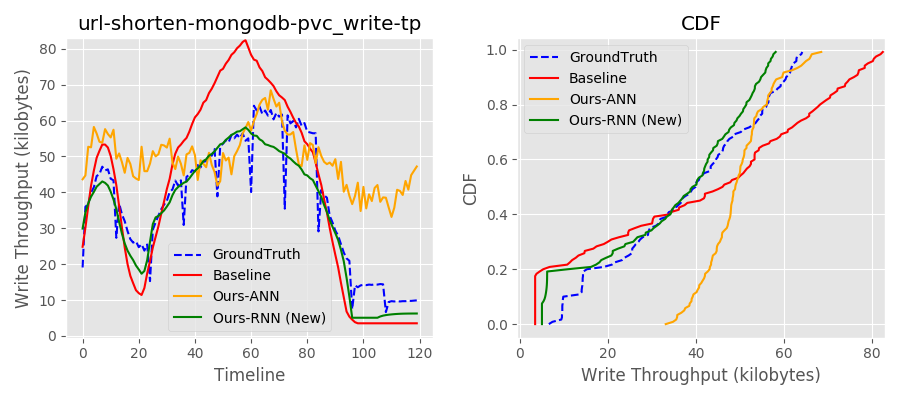 url-shorten-mongodb-pvc_write-tp
Write Throughput (kilobytes)
80
70
60
50
40
30
20
10
0
GroundTruth
Baseline
Ours-ANN
Ours-RNN (New)
0 20 40 60 80 100 120
Timeline
CDF
CDF
1.0
0.8
0.6
0.4
0.2
0.0
GroundTruth
Baseline
Ours-ANN
Ours-RNN (New)
0 20 40 60 80
Write Throughput (kilobytes)